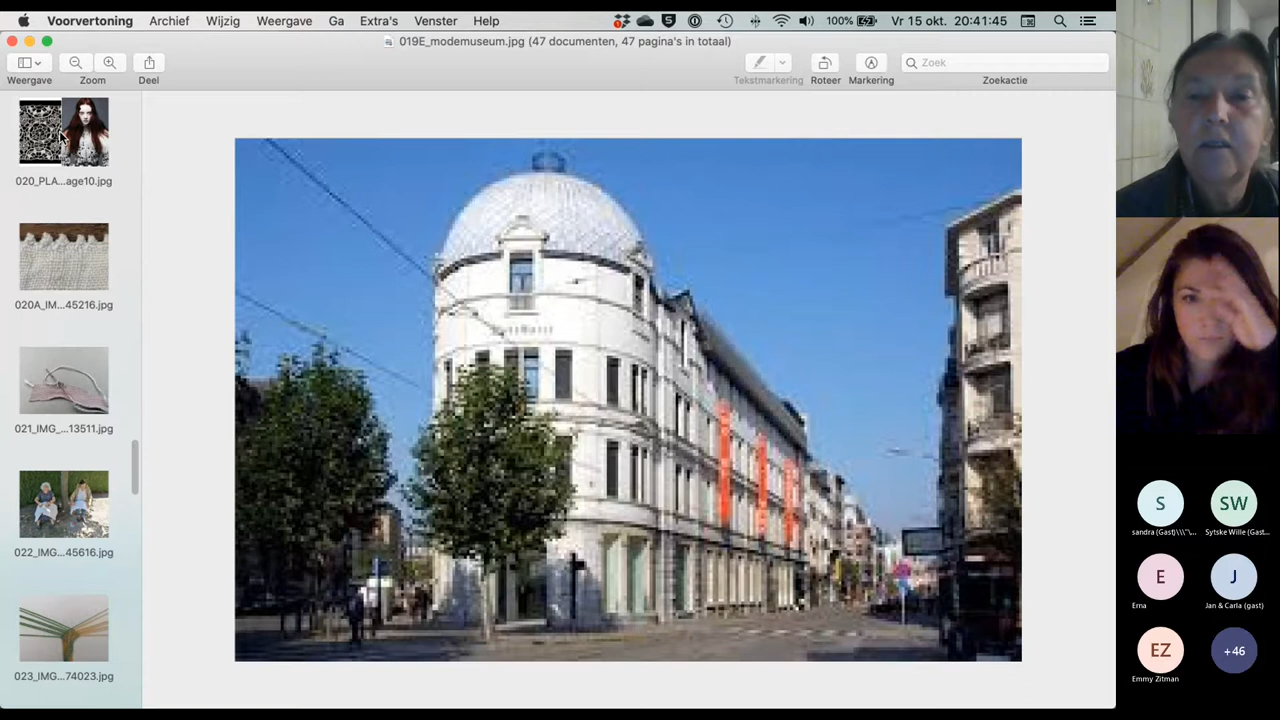 Voorvertoning Archief Wijzig Weergave Ga Extra's Venster Help 100% Vr 15 okt. 20:41:45
019E_modemuseum.jpg (47 documenten, 47 pagina's in totaal)
Weergave Zoom Deel Tekstmarkering Roteer Markering Zoek Zoekactie
020_PLA...age10.jpg
020A_IM...45216.jpg
021_IMG_...13511.jpg
022_IMG...45616.jpg
023_IMG...74023.jpg
S SW
sandra (Gast)\\\"\... Sytske Wille (Gast...
E J
Erna Jan & Carla (gast)
EZ +46
Emmy Zitman